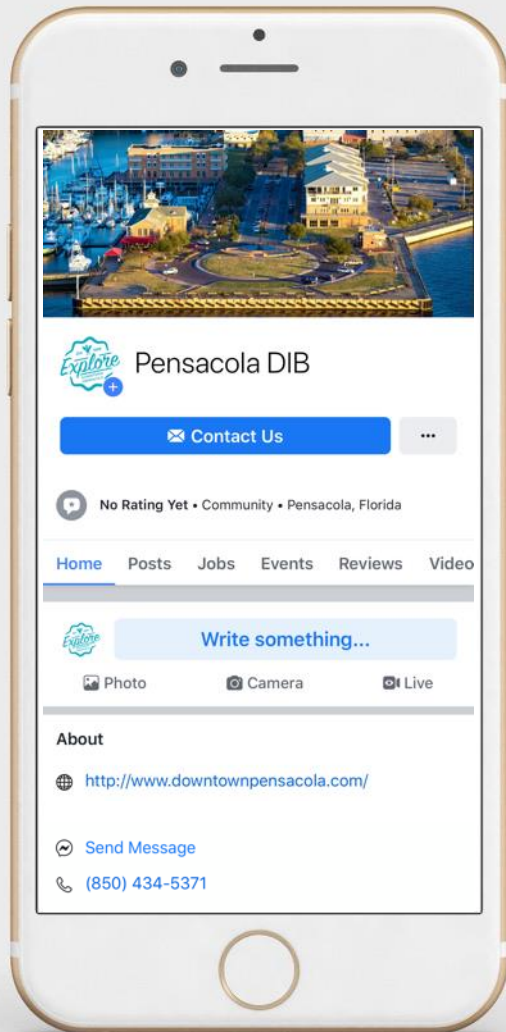 Explore
Pensacola DIB
Contact Us
No Rating Yet • Community • Pensacola, Florida
Home Posts Jobs Events Reviews Video
Explore
Write something...
Photo Camera Live
About
http://www.downtownpensacola.com/
Send Message
(850) 434-5371